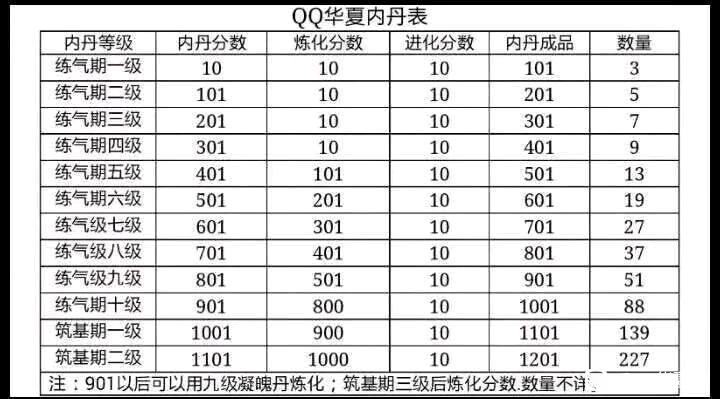 QQ华夏内丹表
内丹等级 内丹分数 炼化分数 进化分数 内丹成品 数量
练气期一级 10 10 10 101 3
练气期二级 101 10 10 201 5
练气期三级 201 10 10 301 7
练气期四级 301 10 10 401 9
练气期五级 401 101 10 501 13
练气期六级 501 201 10 601 19
练气级七级 601 301 10 701 27
练气级八级 701 401 10 801 37
练气级九级 801 501 10 901 51
练气期十级 901 800 10 1001 88
筑基期一级 1001 900 10 1101 139
筑基期二级 1101 1000 10 1201 227
注：901以后可以用九级凝魄丹炼化；筑基期三级后炼化分数.数量不详